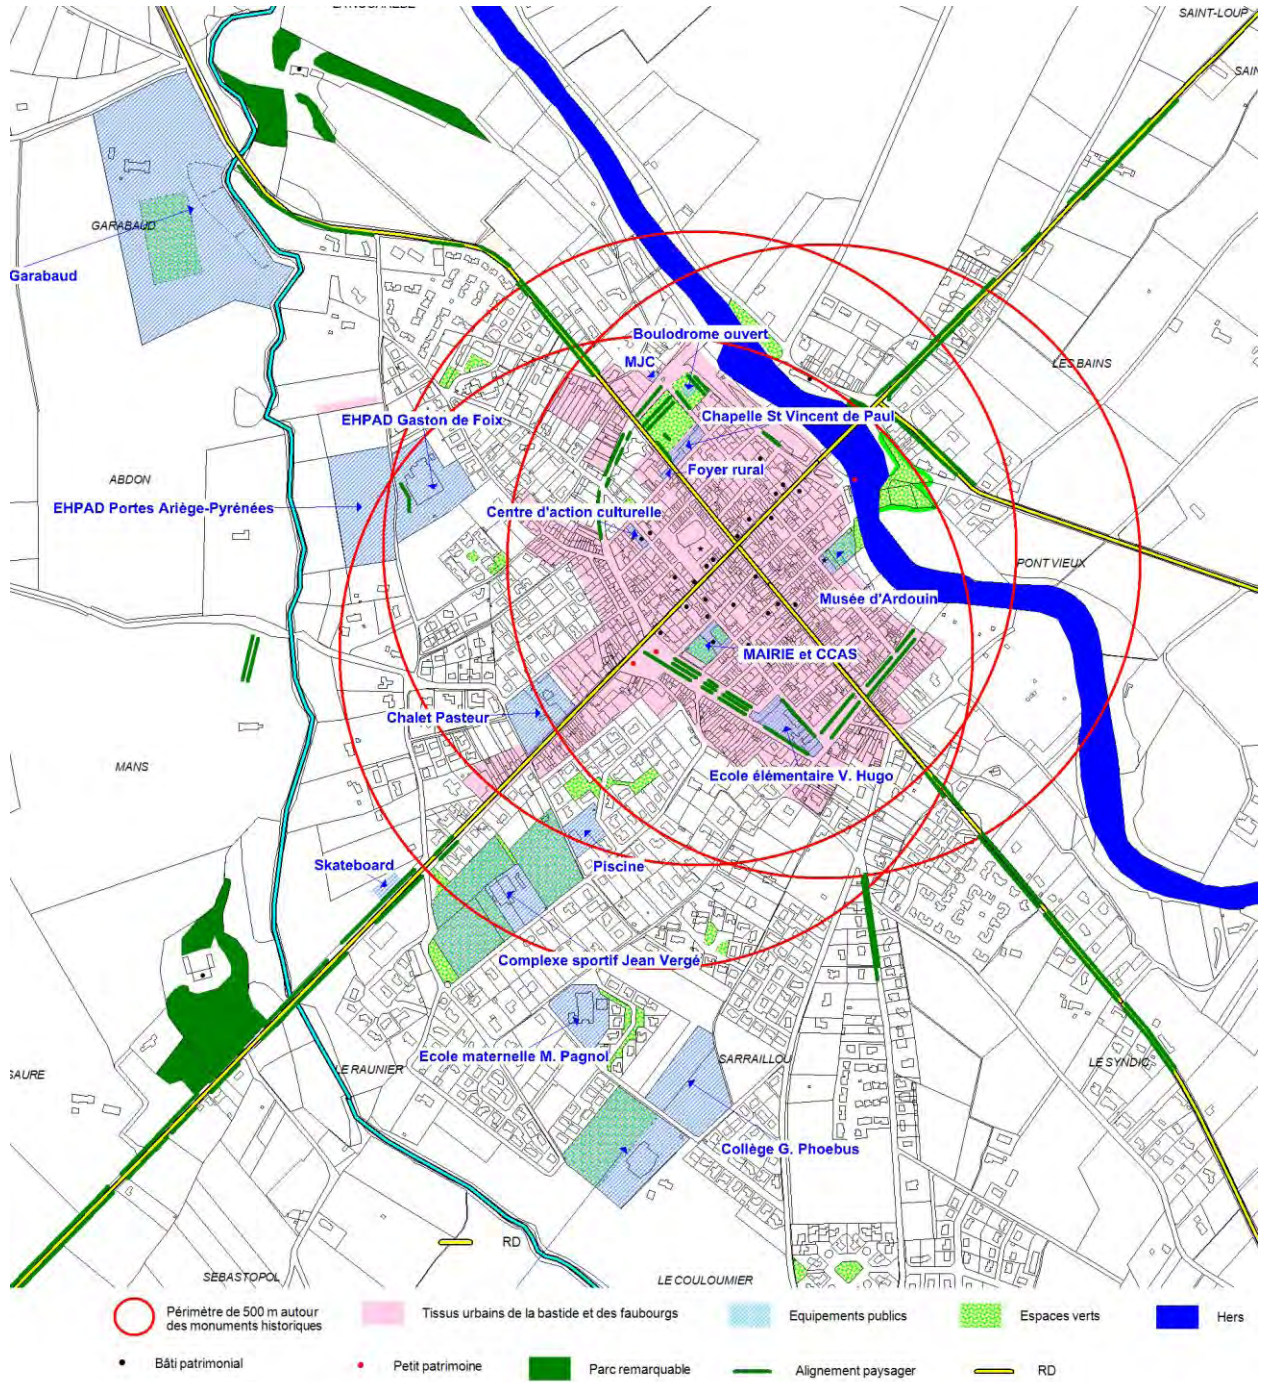 SAINT-LOUP
GARABAUD
Garabaud
Boulodrome ouvert
MJC
LES BAINS
EHPAD Gaston de Foix
Chapelle St Vincent de Paul
Foyer rural
ABDON
EHPAD Portes Ariège-Pyrénées
Centre d'action culturelle
PONT VIEUX
Musée d'Ardouin
MAIRIE et CCAS
Chalet Pasteur
MANS
Ecole élémentaire V. Hugo
Skateboard
Piscine
Complexe sportif Jean Vergé
Ecole maternelle M. Pagnol
SARRAILLOU
LE SYNDIC
SAURE
LE RAUNIER
Collège G. Phoebus
RD
SEBASTOPOL
LE COULOUMIER
Périmètre de 500 m autour
des monuments historiques
Tissus urbains de la bastide et des faubourgs
Equipements publics
Espaces verts
Hers
Bâti patrimonial
Petit patrimoine
Parc remarquable
Alignement paysager
RD